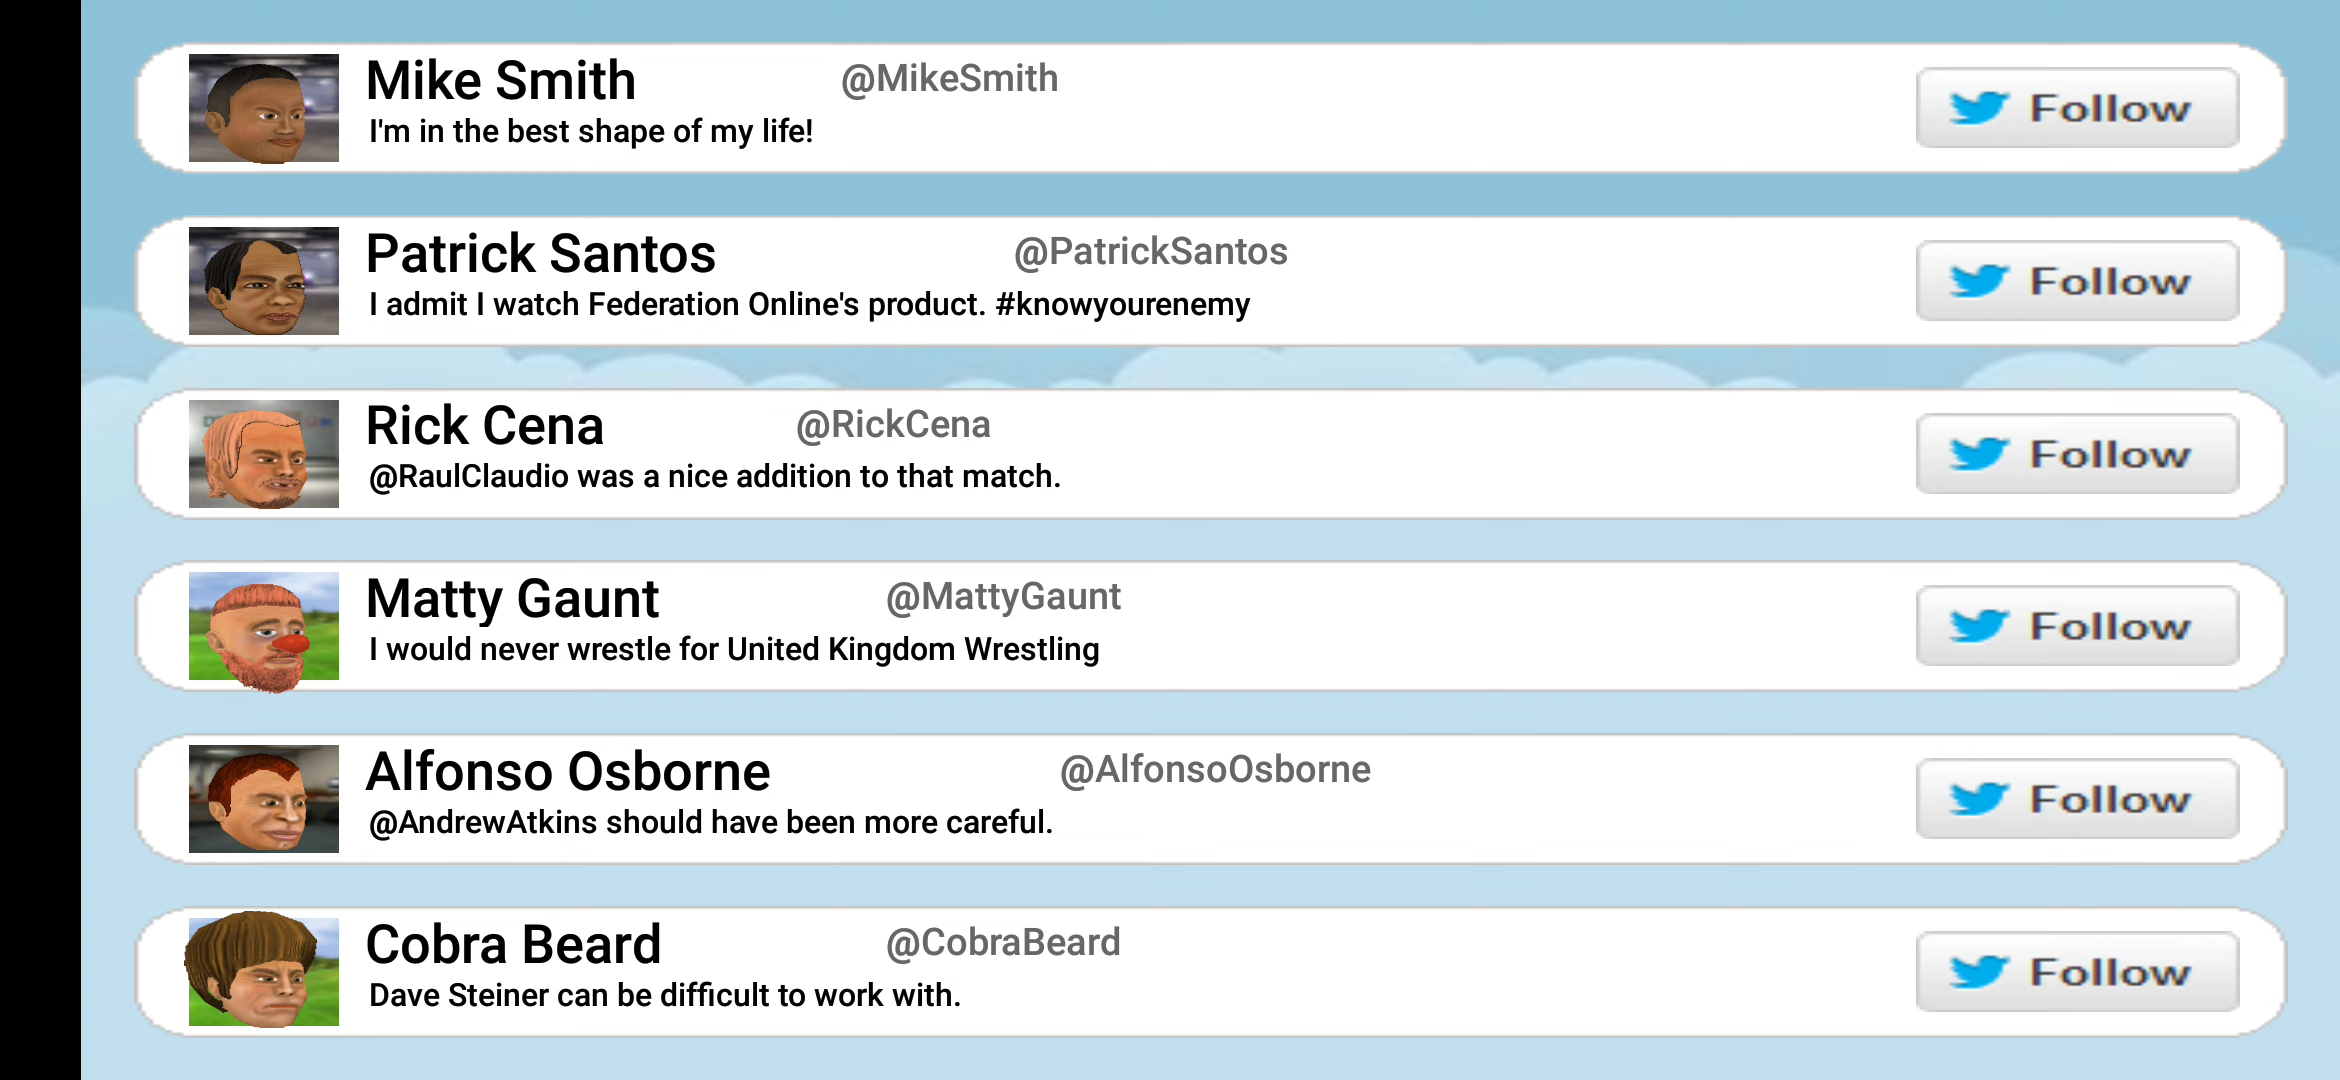 Mike Smith @MikeSmith Follow
I'm in the best shape of my life!
Patrick Santos @PatrickSantos Follow
I admit I watch Federation Online's product. #knowyourenemy
Rick Cena @RickCena Follow
@RaulClaudio was a nice addition to that match.
Matty Gaunt @MattyGaunt Follow
I would never wrestle for United Kingdom Wrestling
Alfonso Osborne @AlfonsoOsborne Follow
@AndrewAtkins should have been more careful.
Cobra Beard @CobraBeard Follow
Dave Steiner can be difficult to work with.